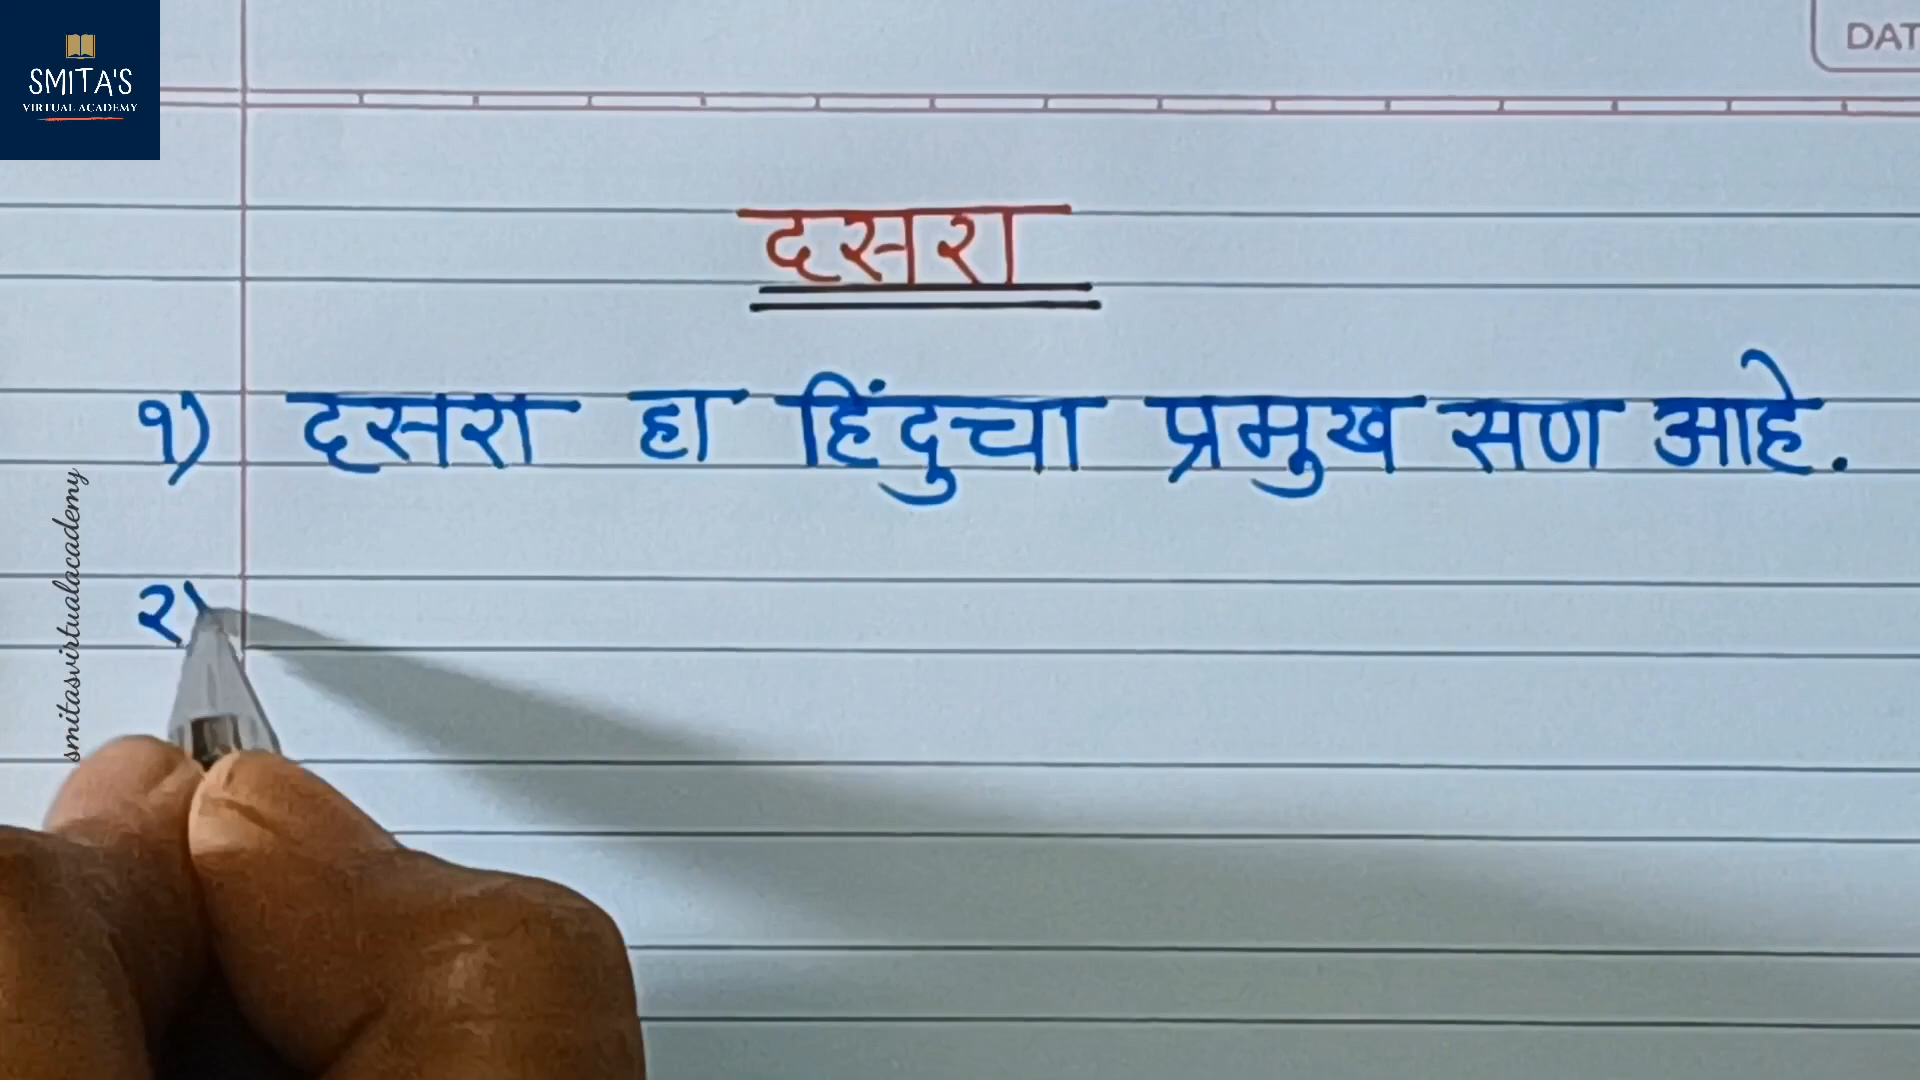 SMITA'S
VIRTUAL ACADEMY
DAT
दसरा
१) दसरा हा हिंदुचा प्रमुख सण आहे.
smitasvirtualacademy
२)